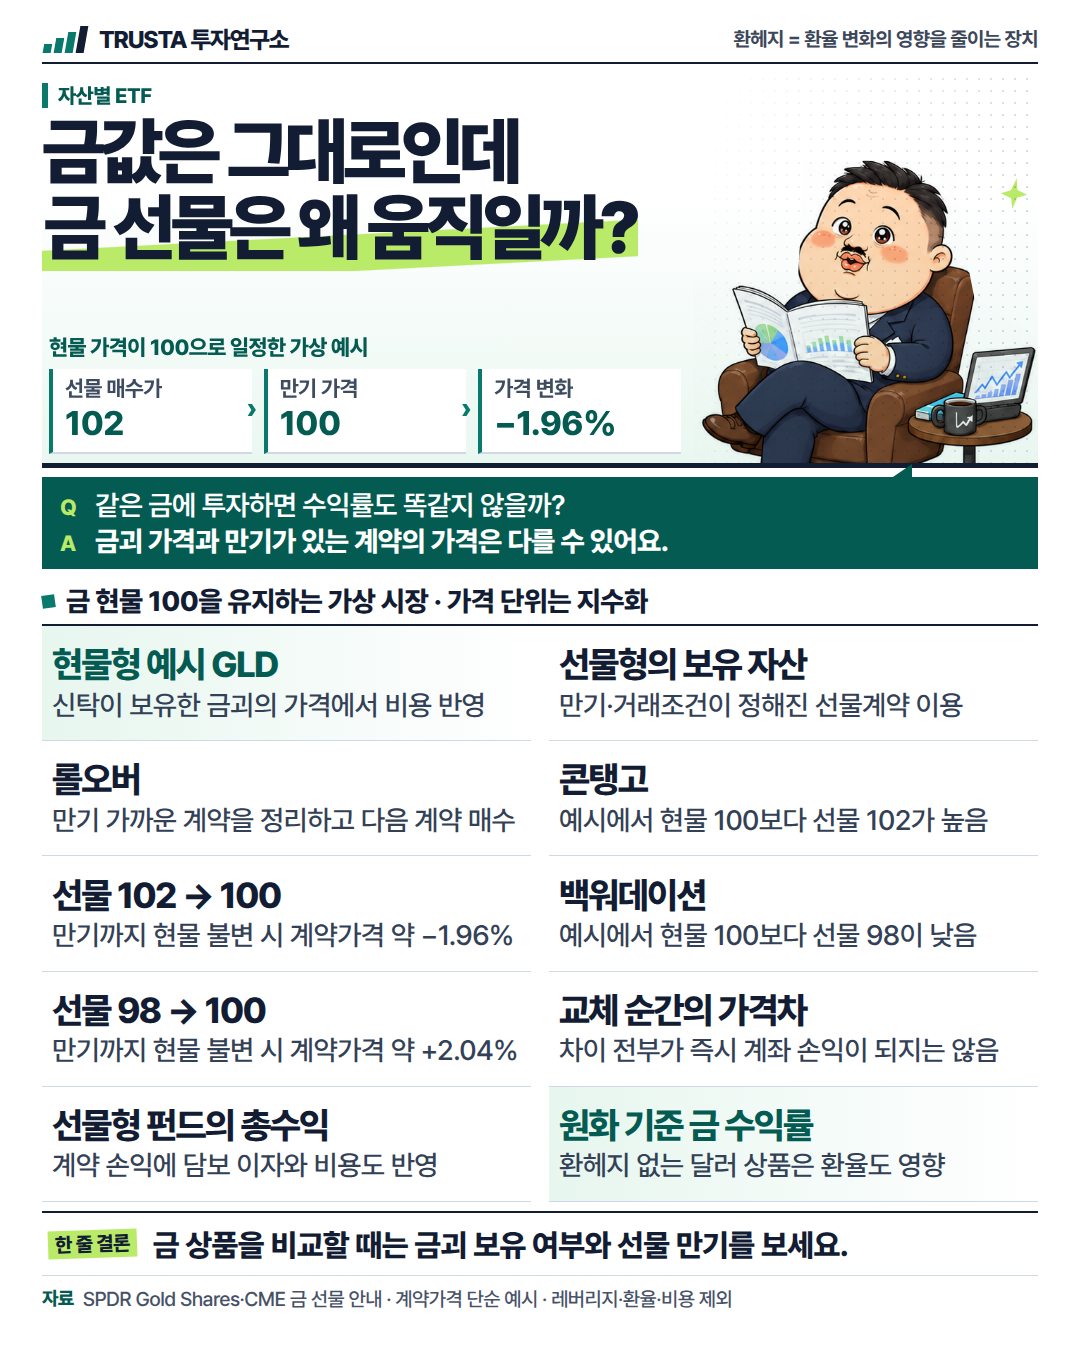 TRUSTA 투자연구소
환헤지 = 환율 변화의 영향을 줄이는 장치
자산별 ETF
금값은 그대로인데
금 선물은 왜 움직일까?
현물 가격이 100으로 일정한 가상 예시
선물 매수가
102
›
만기 가격
100
›
가격 변화
−1.96%
Q 같은 금에 투자하면 수익률도 똑같지 않을까?
A 금괴 가격과 만기가 있는 계약의 가격은 다를 수 있어요.
금 현물 100을 유지하는 가상 시장 · 가격 단위는 지수화
현물형 예시 GLD
신탁이 보유한 금괴의 가격에서 비용 반영
선물형의 보유 자산
만기·거래조건이 정해진 선물계약 이용
롤오버
만기 가까운 계약을 정리하고 다음 계약 매수
콘탱고
예시에서 현물 100보다 선물 102가 높음
선물 102 → 100
만기까지 현물 불변 시 계약가격 약 −1.96%
백워데이션
예시에서 현물 100보다 선물 98이 낮음
선물 98 → 100
만기까지 현물 불변 시 계약가격 약 +2.04%
교체 순간의 가격차
차이 전부가 즉시 계좌 손익이 되지는 않음
선물형 펀드의 총수익
계약 손익에 담보 이자와 비용도 반영
원화 기준 금 수익률
환헤지 없는 달러 상품은 환율도 영향
한 줄 결론 금 상품을 비교할 때는 금괴 보유 여부와 선물 만기를 보세요.
자료 SPDR Gold Shares·CME 금 선물 안내 · 계약가격 단순 예시 · 레버리지·환율·비용 제외